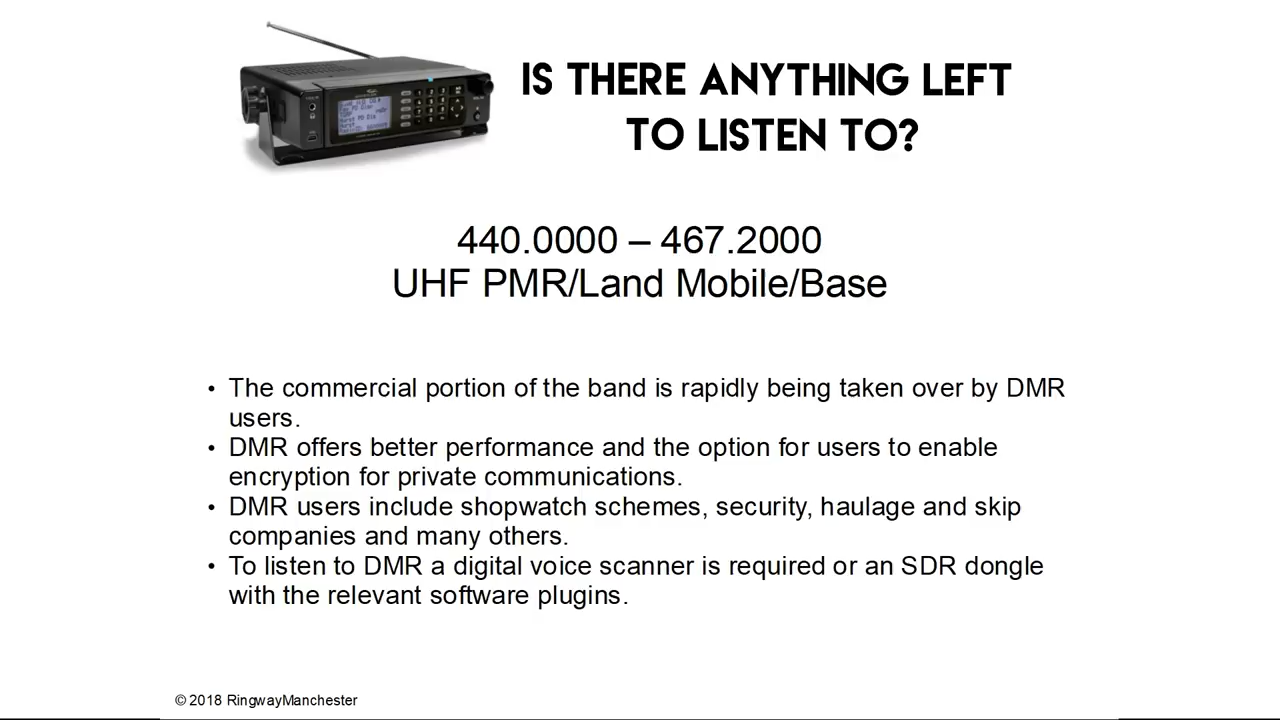 IS THERE ANYTHING LEFT
TO LISTEN TO?
440.0000 – 467.2000
UHF PMR/Land Mobile/Base
• The commercial portion of the band is rapidly being taken over by DMR
users.
• DMR offers better performance and the option for users to enable
encryption for private communications.
• DMR users include shopwatch schemes, security, haulage and skip
companies and many others.
• To listen to DMR a digital voice scanner is required or an SDR dongle
with the relevant software plugins.
© 2018 RingwayManchester